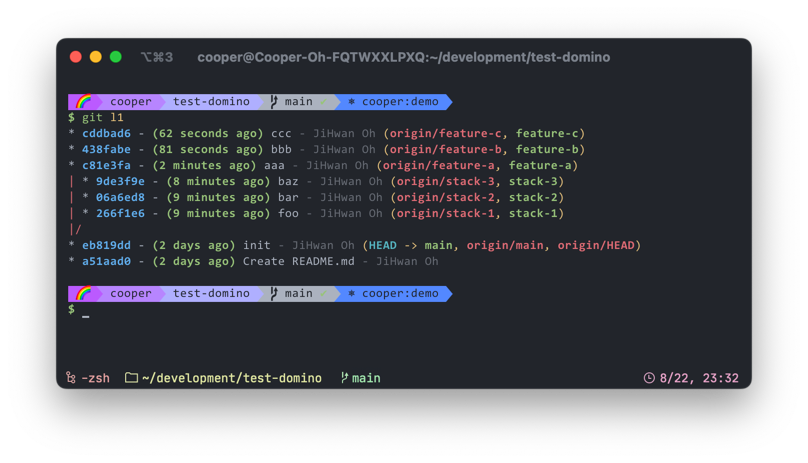 ⌥⌘3 cooper@Cooper-Oh-FQTWXXLPXQ:~/development/test-domino
🌈 cooper test-domino main ⎈ cooper:demo
$ git l1
* cddbad6 - (62 seconds ago) ccc - JiHwan Oh (origin/feature-c, feature-c)
* 438fabe - (81 seconds ago) bbb - JiHwan Oh (origin/feature-b, feature-b)
* c81e3fa - (2 minutes ago) aaa - JiHwan Oh (origin/feature-a, feature-a)
| * 9de3f9e - (8 minutes ago) baz - JiHwan Oh (origin/stack-3, stack-3)
| * 06a6ed8 - (9 minutes ago) bar - JiHwan Oh (origin/stack-2, stack-2)
| * 266f1e6 - (9 minutes ago) foo - JiHwan Oh (origin/stack-1, stack-1)
|/
* eb819dd - (2 days ago) init - JiHwan Oh (HEAD -> main, origin/main, origin/HEAD)
* a51aad0 - (2 days ago) Create README.md - JiHwan Oh
🌈 cooper test-domino main ⎈ cooper:demo
$ _
-zsh ~/development/test-domino main 8/22, 23:32